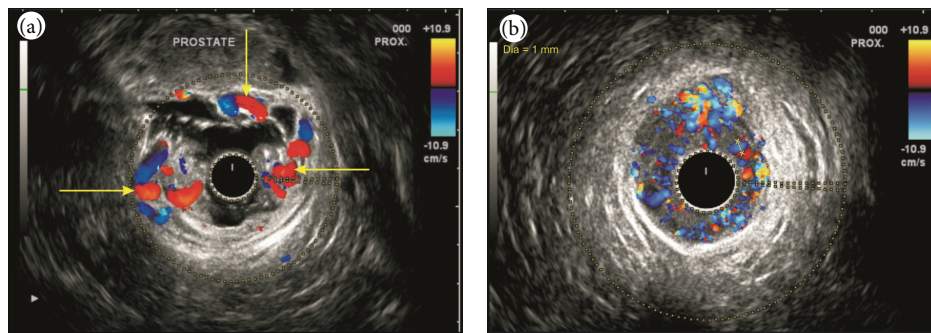 (a)
PROSTATE
000
PROX.
+10.9
-10.9
cm/s
(b)
Dia = 1 mm
000
PROX.
+10.9
-10.9
cm/s